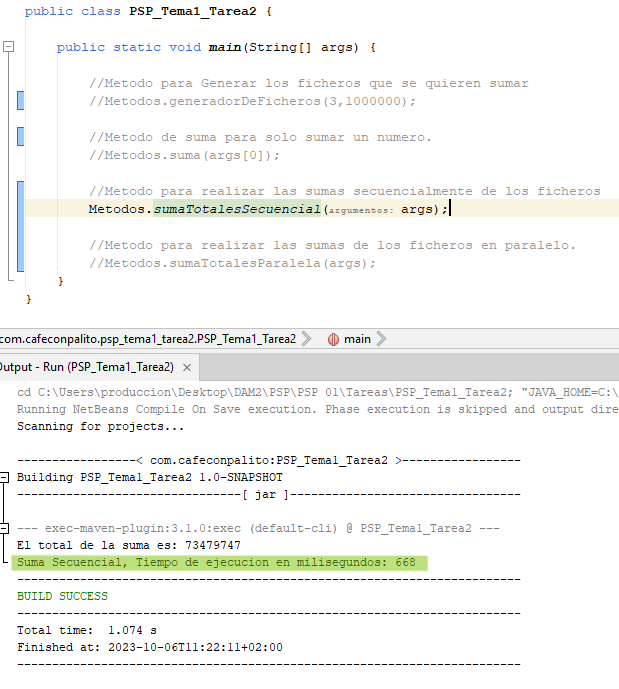 public class PSP_Tema1_Tarea2 {
public static void main(String[] args) {
//Metodo para Generar los ficheros que se quieren sumar
//Metodos.generadorDeFicheros(3,1000000);
//Metodo de suma para solo sumar un numero.
//Metodos.suma(args[0]);
//Metodo para realizar las sumas secuencialmente de los ficheros
Metodos.sumaTotalesSecuencial(argumentos: args);
//Metodo para realizar las sumas de los ficheros en paralelo.
//Metodos.sumaTotalesParalela(args);
}
}
com.cafeconpalito.psp_tema1_tarea2.PSP_Tema1_Tarea2 main
Output - Run (PSP_Tema1_Tarea2) ×
cd C:\Users\produccion\Desktop\DAM2\PSP\PSP 01\Tareas\PSP_Tema1_Tarea2; "JAVA_HOME=C:\
Running NetBeans Compile On Save execution. Phase execution is skipped and output dire
Scanning for projects...
-----------------< com.cafeconpalito:PSP_Tema1_Tarea2 >-----------------
Building PSP_Tema1_Tarea2 1.0-SNAPSHOT
--------------------------------[ jar ]---------------------------------
--- exec-maven-plugin:3.1.0:exec (default-cli) @ PSP_Tema1_Tarea2 ---
El total de la suma es: 73479747
Suma Secuencial, Tiempo de ejecucion en milisegundos: 668
------------------------------------------------------------------------
BUILD SUCCESS
------------------------------------------------------------------------
Total time:  1.074 s
Finished at: 2023-10-06T11:22:11+02:00
------------------------------------------------------------------------